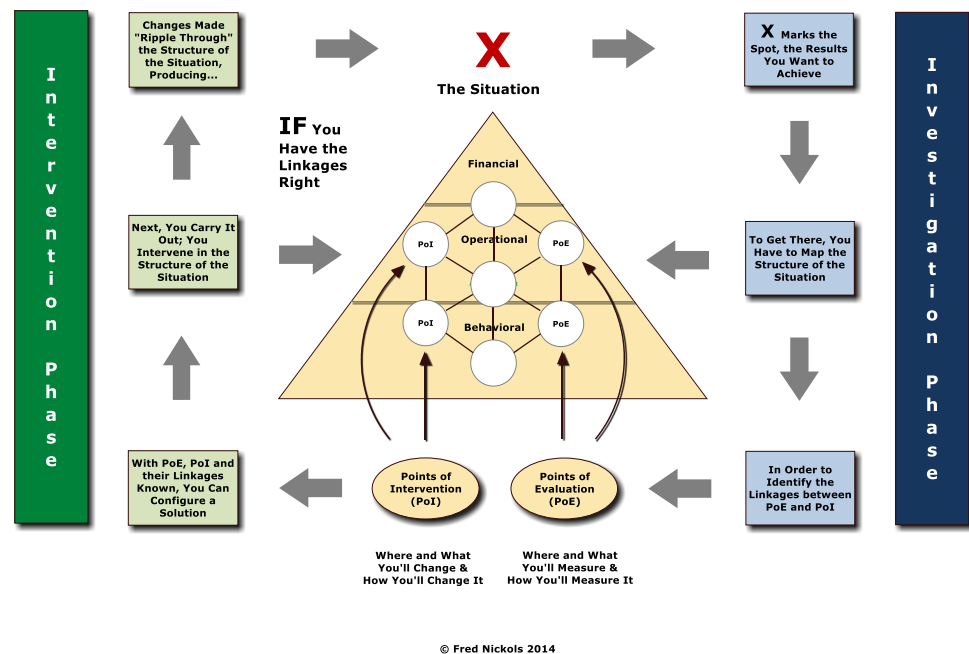 Intervention Phase
Changes Made
"Ripple Through"
the Structure of
the Situation,
Producing...
X
The Situation
X Marks the
Spot, the Results
You Want to
Achieve
Investigation Phase
IF You
Have the
Linkages
Right
Financial
Next, You Carry It
Out; You
Intervene in the
Structure of the
Situation
PoI
Operational
PoE
To Get There, You
Have to Map the
Structure of the
Situation
PoI
Behavioral
PoE
With PoE, PoI and
their Linkages
Known, You Can
Configure a
Solution
Points of
Intervention
(PoI)
Points of
Evaluation
(PoE)
In Order to
Identify the
Linkages between
PoE and PoI
Where and What
You'll Change &
How You'll Change It
Where and What
You'll Measure &
How You'll Measure It
© Fred Nickols 2014